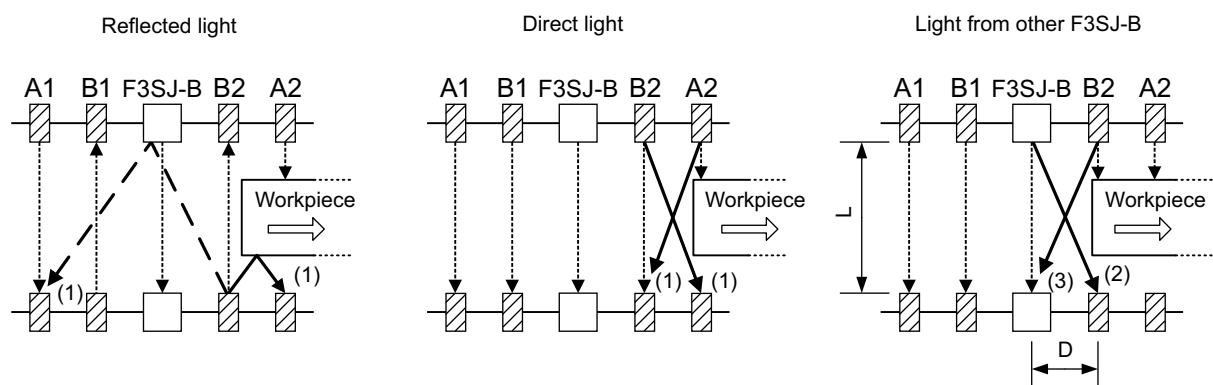 Reflected light
A1 B1 F3SJ-B B2 A2
Workpiece
(1) (1)
Direct light
A1 B1 F3SJ-B B2 A2
Workpiece
(1) (1)
Light from other F3SJ-B
A1 B1 F3SJ-B B2 A2
L
Workpiece
(3) (2)
D